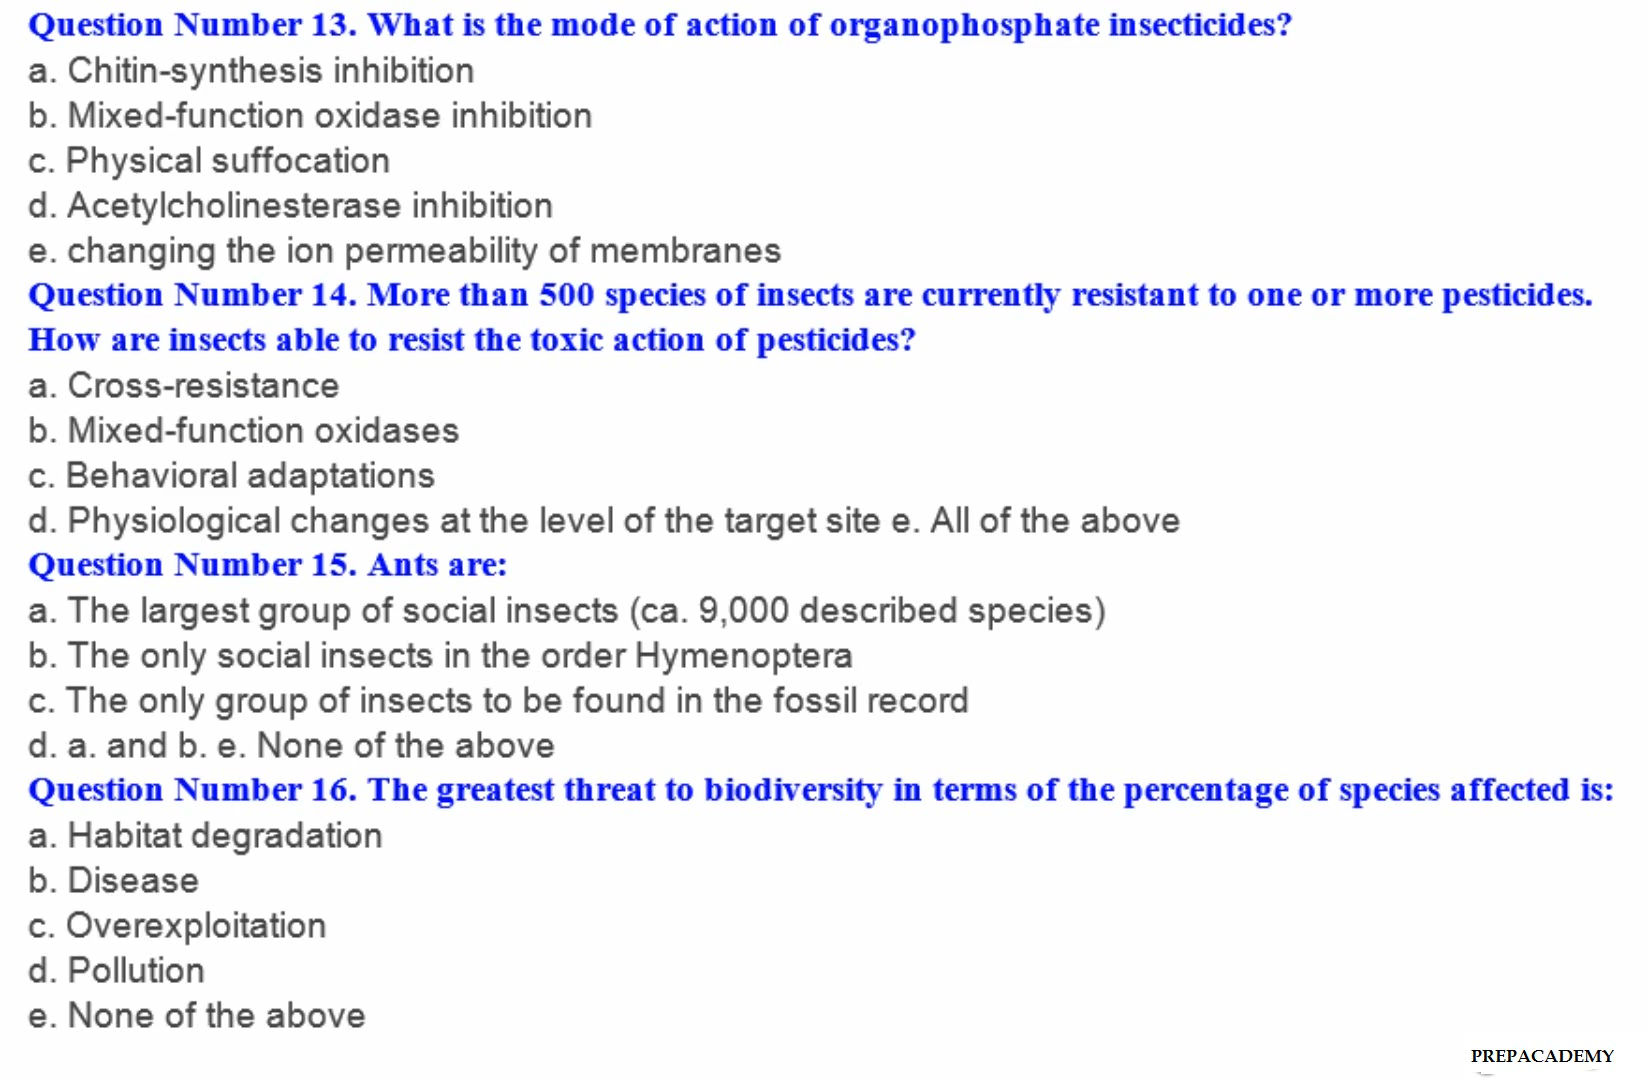 Question Number 13. What is the mode of action of organophosphate insecticides?
a. Chitin-synthesis inhibition
b. Mixed-function oxidase inhibition
c. Physical suffocation
d. Acetylcholinesterase inhibition
e. changing the ion permeability of membranes
Question Number 14. More than 500 species of insects are currently resistant to one or more pesticides.
How are insects able to resist the toxic action of pesticides?
a. Cross-resistance
b. Mixed-function oxidases
c. Behavioral adaptations
d. Physiological changes at the level of the target site e. All of the above
Question Number 15. Ants are:
a. The largest group of social insects (ca. 9,000 described species)
b. The only social insects in the order Hymenoptera
c. The only group of insects to be found in the fossil record
d. a. and b. e. None of the above
Question Number 16. The greatest threat to biodiversity in terms of the percentage of species affected is:
a. Habitat degradation
b. Disease
c. Overexploitation
d. Pollution
e. None of the above
PREPACADEMY